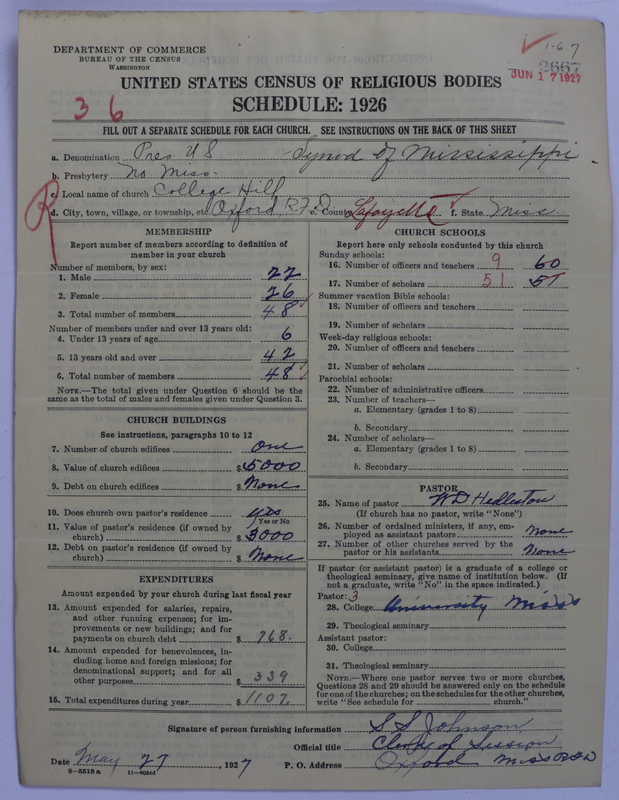 DEPARTMENT OF COMMERCE
BUREAU OF THE CENSUS
WASHINGTON
1-6-7
2667
JUN 17 1927
UNITED STATES CENSUS OF RELIGIOUS BODIES
3 6
SCHEDULE: 1926
FILL OUT A SEPARATE SCHEDULE FOR EACH CHURCH. SEE INSTRUCTIONS ON THE BACK OF THIS SHEET
a. Denomination Pres U S Synod of Mississippi
b. Presbytery No Miss.
c. Local name of church College Hill
R
d. City, town, village, or township, etc Oxford R.F.D e. County Lafayette f. State Miss
MEMBERSHIP
Report number of members according to definition of
member in your church
Number of members, by sex:
1. Male 22
2. Female 26
3. Total number of members 48
Number of members under and over 13 years old:
4. Under 13 years of age 6
5. 13 years old and over 42
6. Total number of members 48
NOTE.—The total given under Question 6 should be
same as the total of males and females given under Question 3.
CHURCH BUILDINGS
See instructions, paragraphs 10 to 12
7. Number of church edifices One
8. Value of church edifices $5000
9. Debt on church edifices $None
10. Does church own pastor's residence yes
Yes or No
11. Value of pastor's residence (if owned by
church) $3000
12. Debt on pastor's residence (if owned by
church) $None
EXPENDITURES
Amount expended by your church during last fiscal year
13. Amount expended for salaries, repairs,
and other running expenses; for im-
provements or new buildings; and for
payments on church debt $ 768.
14. Amount expended for benevolences, in-
cluding home and foreign missions; for
denominational support; and for all
other purposes $ 339
15. Total expenditures during year $1107
CHURCH SCHOOLS
Report here only schools conducted by this church
Sunday schools:
16. Number of officers and teachers 9 60
17. Number of scholars 51
Summer vacation Bible schools:
18. Number of officers and teachers
19. Number of scholars
Week-day religious schools:
20. Number of officers and teachers
21. Number of scholars
Parochial schools:
22. Number of administrative officers
23. Number of teachers—
a. Elementary (grades 1 to 8)
b. Secondary
24. Number of scholars—
a. Elementary (grades 1 to 8)
b. Secondary
PASTOR
25. Name of pastor W D Hedleston
(If church has no pastor, write "None")
26. Number of ordained ministers, if any, em-
ployed as assistant pastors None
27. Number of other churches served by the
pastor or his assistants None
If pastor (or assistant pastor) is a graduate of a college or
theological seminary, give name of institution below. (If
not a graduate, write "No" in the space indicated.)
Pastor: 3
28. College University Miss
29. Theological seminary
Assistant pastor:
30. College
31. Theological seminary
NOTE.—Where one pastor serves two or more churches,
Questions 28 and 29 should be answered only on the schedule
for one of the churches; on the schedules for the other churches,
write "See schedule for church."
Signature of person furnishing information S S Johnson
Official title Clerk of Session
Date May 27, 1927 P. O. Address Oxford Miss RFD
8—5518 a